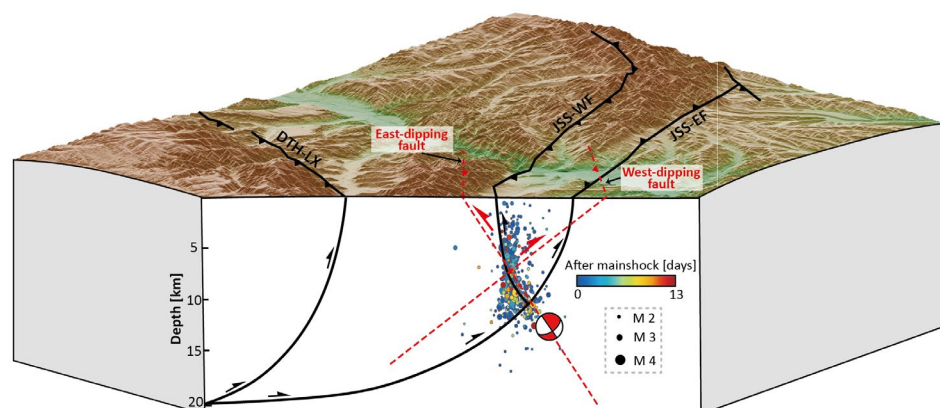 DTH-LX
East-dipping
fault
JSS-WF
JSS-EF
West-dipping
fault
Depth [km]
5
10
15
20
After mainshock [days]
0
13
M 2
M 3
M 4